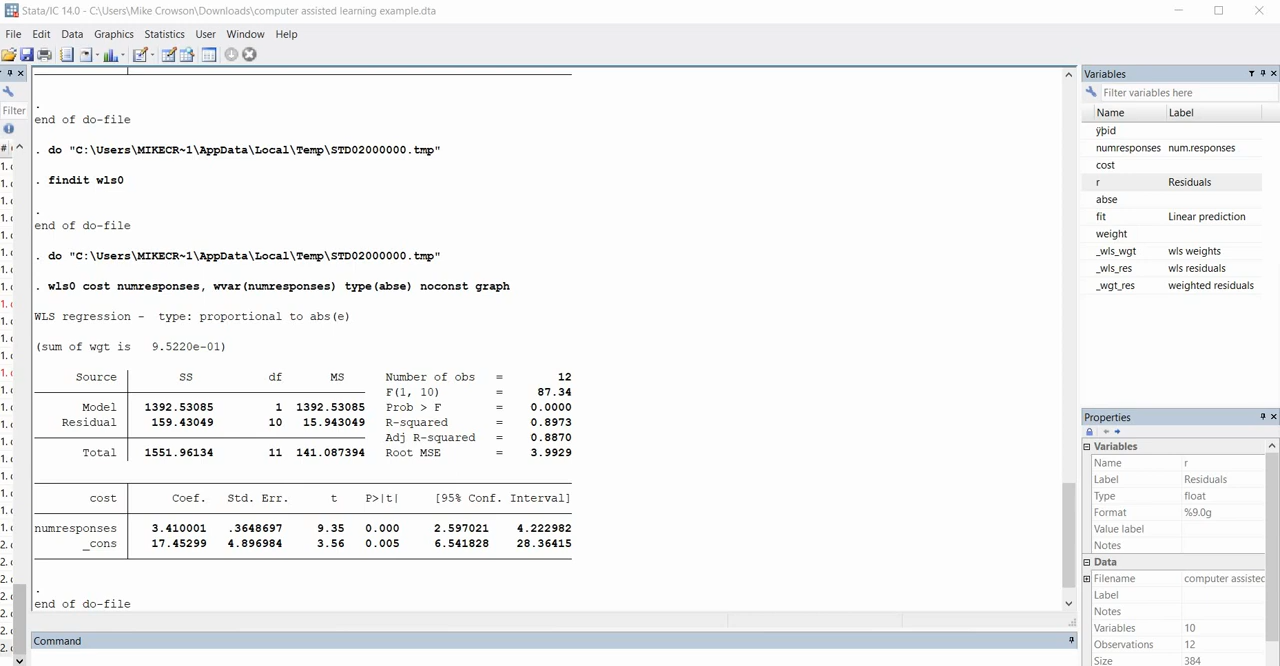 Stata/IC 14.0 - C:\Users\Mike Crowson\Downloads\computer assisted learning example.dta
File Edit Data Graphics Statistics User Window Help
Filter
#
.
end of do-file
. do "C:\Users\MIKECR~1\AppData\Local\Temp\STD02000000.tmp"
. findit wls0
.
end of do-file
. do "C:\Users\MIKECR~1\AppData\Local\Temp\STD02000000.tmp"
. wls0 cost numresponses, wvar(numresponses) type(abse) noconst graph
WLS regression - type: proportional to abs(e)
(sum of wgt is 9.5220e-01)
Source | SS df MS Number of obs = 12
F(1, 10) = 87.34
Model | 1392.53085 1 1392.53085 Prob > F = 0.0000
Residual | 159.43049 10 15.943049 R-squared = 0.8973
Adj R-squared = 0.8870
Total | 1551.96134 11 141.087394 Root MSE = 3.9929
cost | Coef. Std. Err. t P>|t| [95% Conf. Interval]
numresponses | 3.410001 .3648697 9.35 0.000 2.597021 4.222982
_cons | 17.45299 4.896984 3.56 0.005 6.541828 28.36415
.
end of do-file
Command
Variables
Filter variables here
Name Label
ÿþid
numresponses num.responses
cost
r Residuals
abse
fit Linear prediction
weight
_wls_wgt wls weights
_wls_res wls residuals
_wgt_res weighted residuals
Properties
Variables
Name r
Label Residuals
Type float
Format %9.0g
Value label
Notes
Data
Filename computer assisted
Label
Notes
Variables 10
Observations 12
Size 384